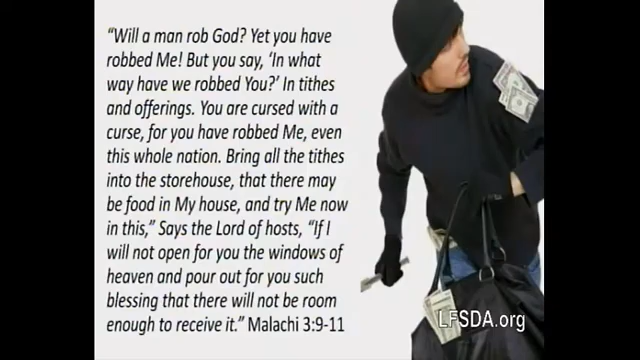 “Will a man rob God? Yet you have
robbed Me! But you say, ‘In what
way have we robbed You?’ In tithes
and offerings. You are cursed with a
curse, for you have robbed Me, even
this whole nation. Bring all the tithes
into the storehouse, that there may
be food in My house, and try Me now
in this,” Says the Lord of hosts, “If I
will not open for you the windows of
heaven and pour out for you such
blessing that there will not be room
enough to receive it.” Malachi 3:9-11
LFSDA.org